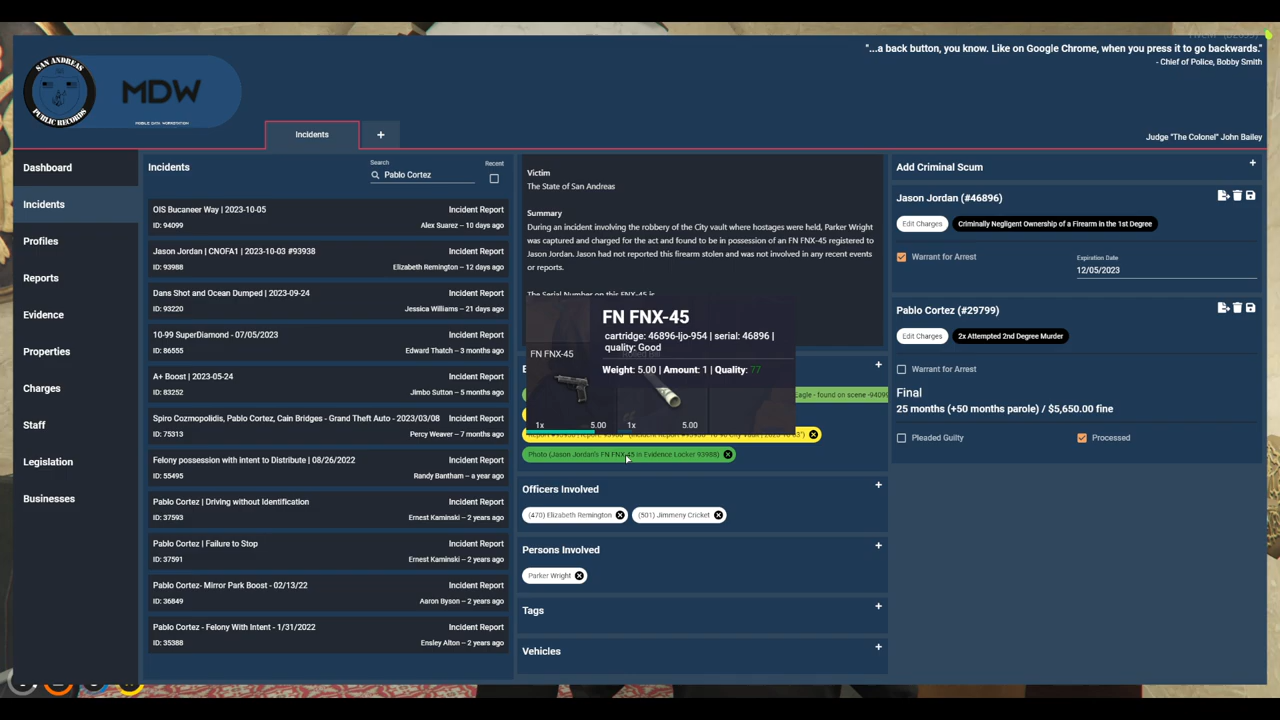 "...a back button, you know. Like on Google Chrome, when you press it to go backwards."
- Chief of Police, Bobby Smith
SAN ANDREAS
PUBLIC RECORDS
MDW
MOBILE DATA WORKSTATION
Incidents
+
Judge "The Colonel" John Bailey
Dashboard
Incidents
Profiles
Reports
Evidence
Properties
Charges
Staff
Legislation
Businesses
Incidents
Search
Pablo Cortez
Recent
OIS Bucaneer Way | 2023-10-05
Incident Report
ID: 94099
Alex Suarez – 10 days ago
Jason Jordan | CNOFA1 | 2023-10-03 #93938
Incident Report
ID: 93988
Elizabeth Remington – 12 days ago
Dans Shot and Ocean Dumped | 2023-09-24
Incident Report
ID: 93220
Jessica Williams – 21 days ago
10-99 SuperDiamond - 07/05/2023
Incident Report
ID: 86555
Edward Thatch – 3 months ago
A+ Boost | 2023-05-24
Incident Report
ID: 83252
Jimbo Sutton – 5 months ago
Spiro Cozmopolidis, Pablo Cortez, Cain Bridges - Grand Theft Auto - 2023/03/08
Incident Report
ID: 75313
Percy Weaver – 7 months ago
Felony possession with intent to Distribute | 08/26/2022
Incident Report
ID: 55495
Randy Bantham – a year ago
Pablo Cortez | Driving without Identification
Incident Report
ID: 37593
Ernest Kaminski – 2 years ago
Pablo Cortez | Failure to Stop
Incident Report
ID: 37591
Ernest Kaminski – 2 years ago
Pablo Cortez- Mirror Park Boost - 02/13/22
Incident Report
ID: 36849
Aaron Byson – 2 years ago
Pablo Cortez - Felony With Intent - 1/31/2022
Incident Report
ID: 35388
Ensley Alton – 2 years ago
Victim
The State of San Andreas
Summary
During an incident involving the robbery of the City vault where hostages were held, Parker Wright
was captured and charged for the act and found to be in possession of an FN FNX-45 registered to
Jason Jordan. Jason had not reported this firearm stolen and was not involved in any recent events
or reports.
The Serial Number on this FNX-45 is
FN FNX-45
cartridge: 46896-ljo-954 | serial: 46896 |
quality: Good
Weight: 5.00 | Amount: 1 | Quality: 77
FN FNX-45
1x 5.00
1x 5.00
Eagle - found on scene -94099
Photo (Jason Jordan's FN FNX-45 in Evidence Locker 93988)
Officers Involved
+
(470) Elizabeth Remington
(501) Jimmeny Cricket
Persons Involved
+
Parker Wright
Tags
+
Vehicles
+
Add Criminal Scum
+
Jason Jordan (#46896)
Edit Charges
Criminally Negligent Ownership of a Firearm in the 1st Degree
Warrant for Arrest
Expiration Date
12/05/2023
Pablo Cortez (#29799)
Edit Charges
2x Attempted 2nd Degree Murder
Warrant for Arrest
Final
25 months (+50 months parole) / $5,650.00 fine
Pleaded Guilty
Processed